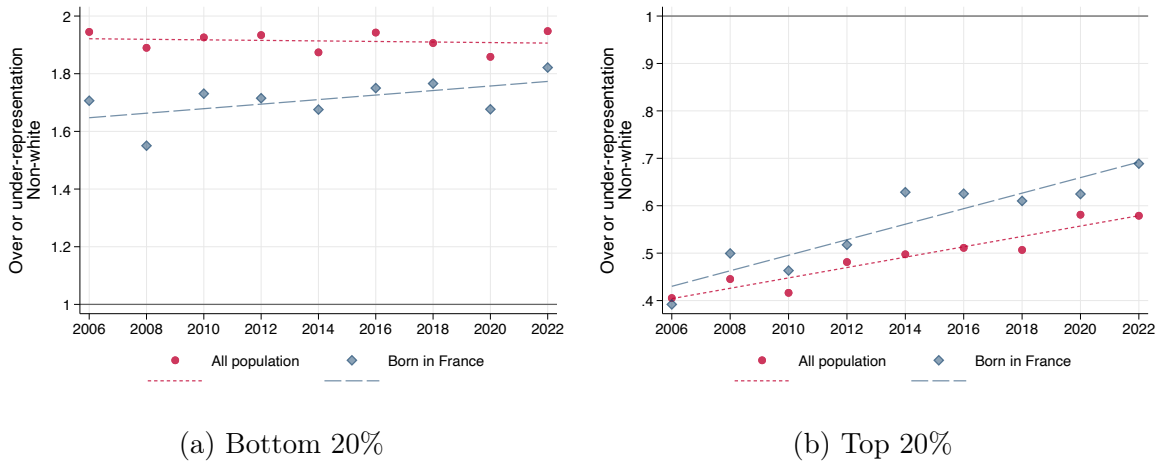 Over or under-representation
Non-white
2
1.8
1.6
1.4
1.2
1
2006 2008 2010 2012 2014 2016 2018 2020 2022
All population Born in France
(a) Bottom 20%
Over or under-representation
Non-white
1
.9
.8
.7
.6
.5
.4
2006 2008 2010 2012 2014 2016 2018 2020 2022
All population Born in France
(b) Top 20%